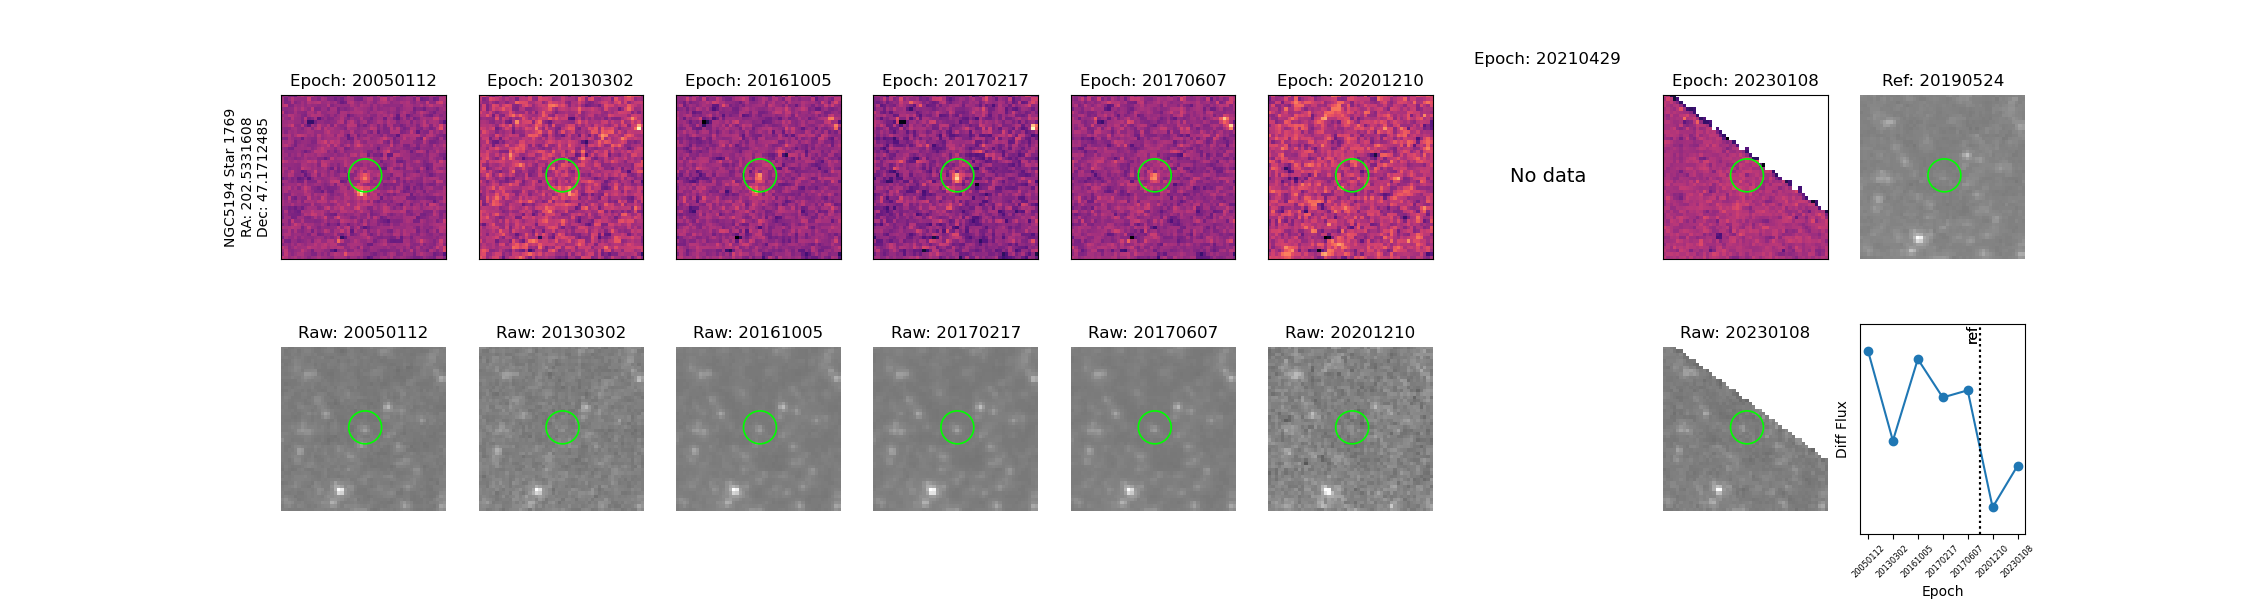 Epoch: 20050112
Epoch: 20130302
Epoch: 20161005
Epoch: 20170217
Epoch: 20170607
Epoch: 20201210
Epoch: 20210429
Epoch: 20230108
Ref: 20190524
NGC5194 Star 1769
RA: 202.5331608
Dec: 47.1712485
No data
Raw: 20050112
Raw: 20130302
Raw: 20161005
Raw: 20170217
Raw: 20170607
Raw: 20201210
Raw: 20230108
ref
Diff Flux
20050112
20130302
20161005
20170217
20170607
20201210
20230108
Epoch